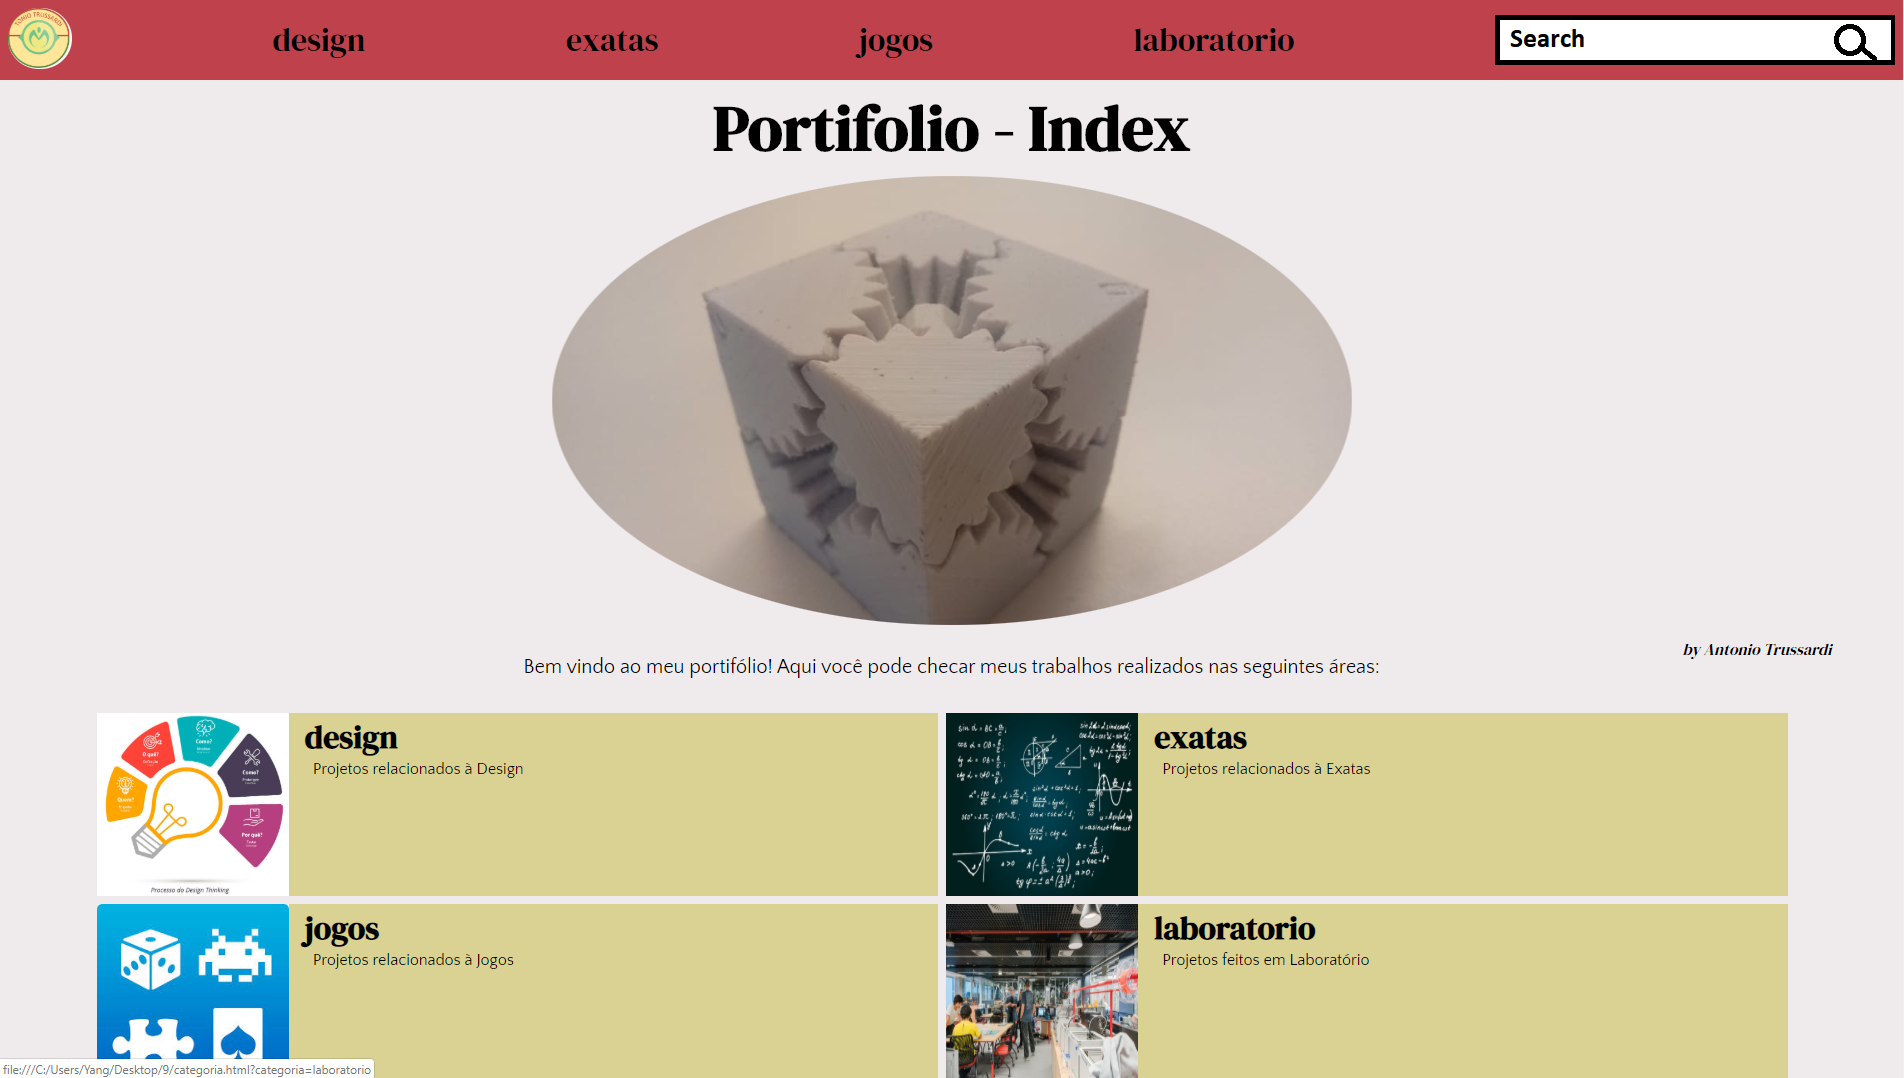 TONIO TRUSSARDI
design
exatas
jogos
laboratorio
Search
Portifolio - Index
by Antonio Trussardi
Bem vindo ao meu portifólio! Aqui você pode checar meus trabalhos realizados nas seguintes áreas:
O quê?
Como?
Como?
Quem?
Por quê?
Processo do Design Thinking
design
Projetos relacionados à Design
exatas
Projetos relacionados à Exatas
jogos
Projetos relacionados à Jogos
laboratorio
Projetos feitos em Laboratório
file:///C:/Users/Yang/Desktop/9/categoria.html?categoria=laboratorio